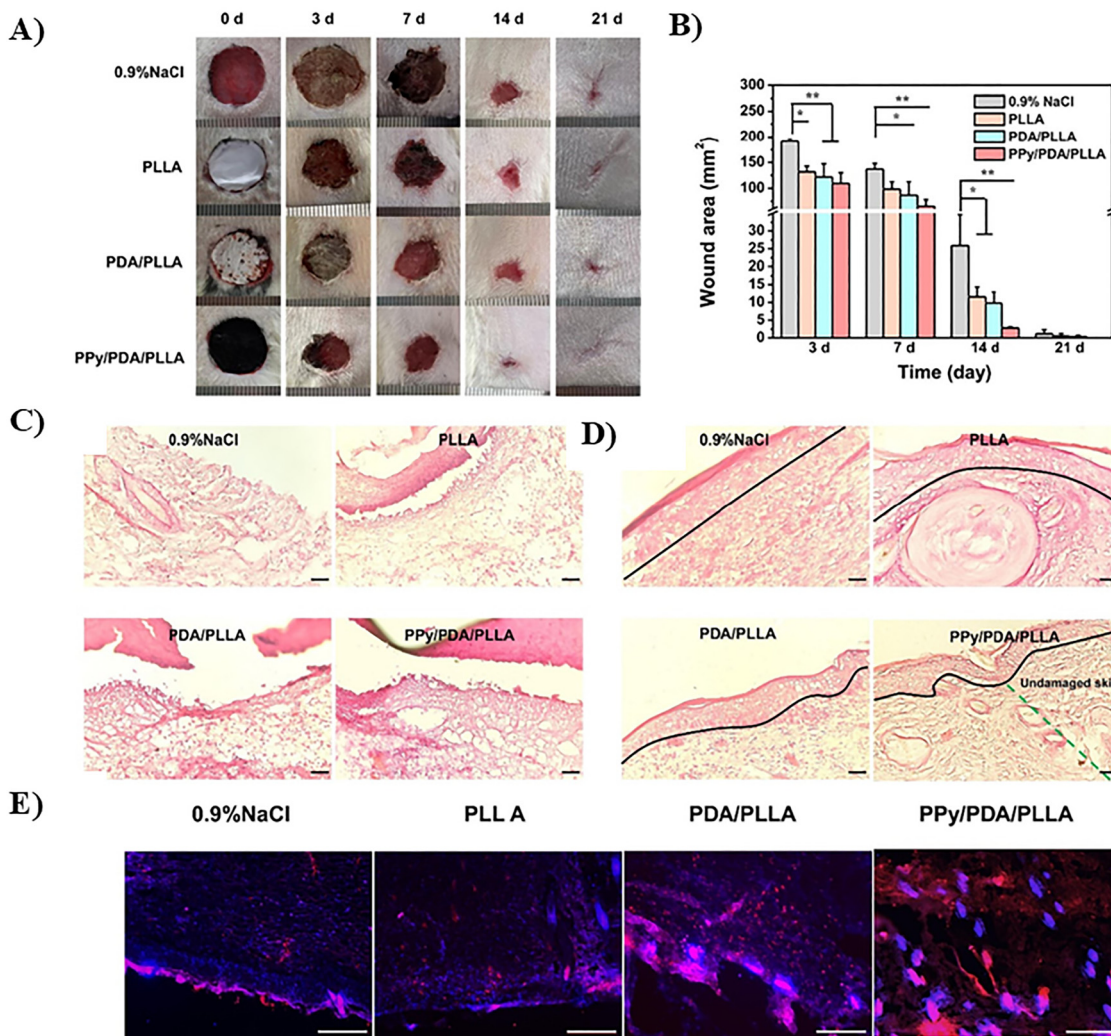 A)
0 d 3 d 7 d 14 d 21 d
0.9%NaCl
PLLA
PDA/PLLA
PPy/PDA/PLLA
B)
Wound area (mm²)
300
250
200
150
100
35
30
25
20
15
10
5
0
** * ** * ** *
0.9% NaCl
PLLA
PDA/PLLA
PPy/PDA/PLLA
3 d 7 d 14 d 21 d
Time (day)
C)
0.9%NaCl PLLA
PDA/PLLA PPy/PDA/PLLA
D)
0.9%NaCl PLLA
PDA/PLLA PPy/PDA/PLLA
Undamaged ski
E)
0.9%NaCl PLL A PDA/PLLA PPy/PDA/PLLA